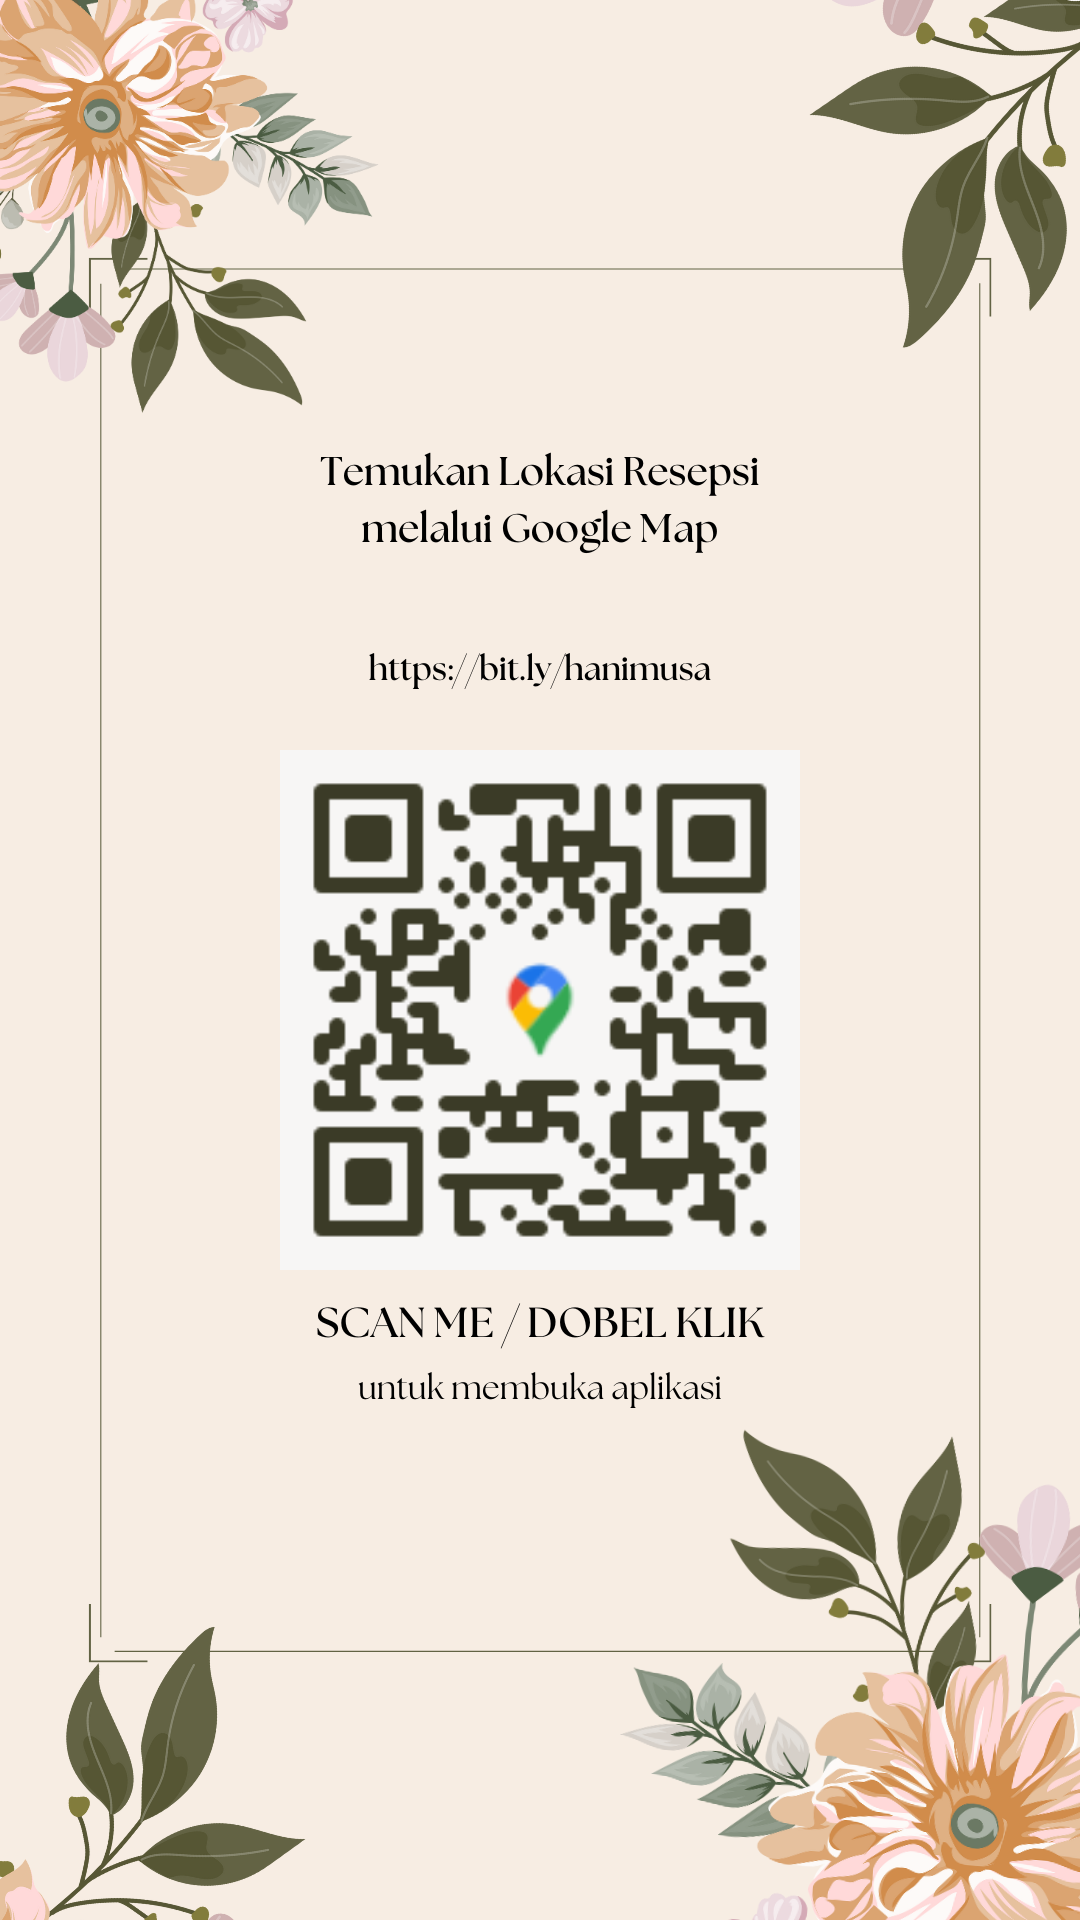 Temukan Lokasi Resepsi
melalui Google Map
https://bit.ly/hanimusa
SCAN ME / DOBEL KLIK
untuk membuka aplikasi